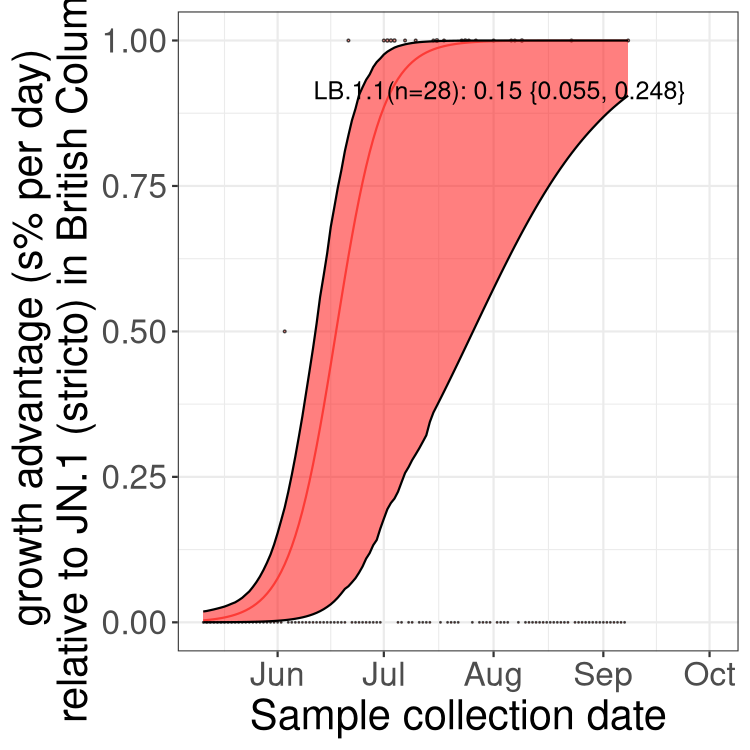 growth advantage (s% per day)
relative to JN.1 (stricto) in British Colum
1.00
0.75
0.50
0.25
0.00
LB.1.1(n=28): 0.15 {0.055, 0.248}
Jun Jul Aug Sep Oct
Sample collection date